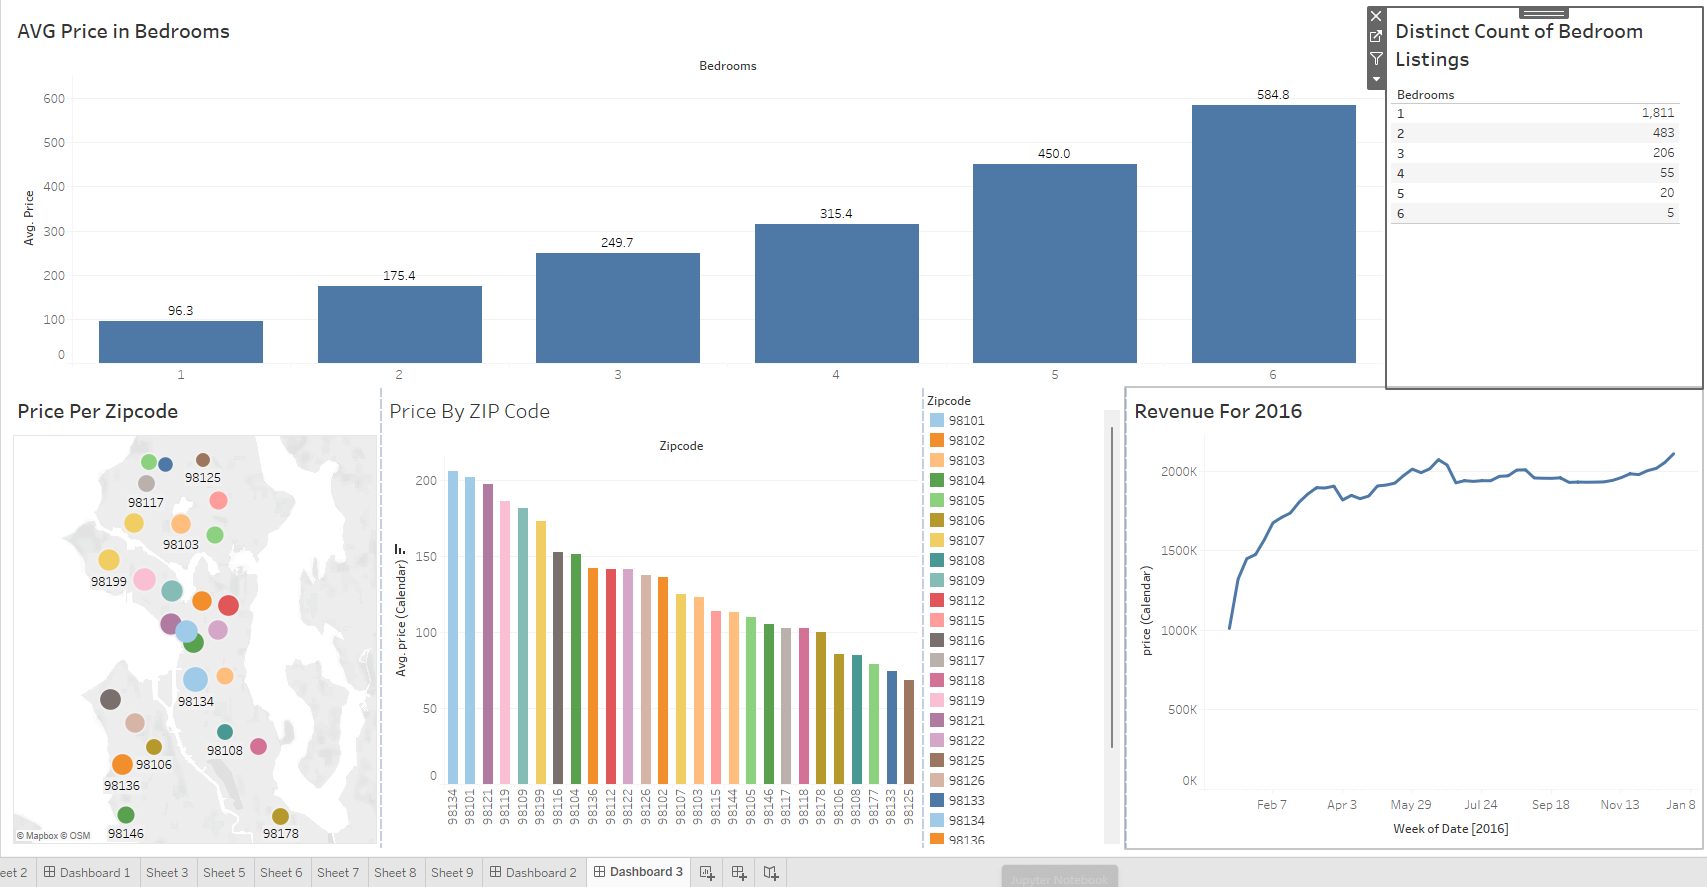 AVG Price in Bedrooms
Bedrooms
Avg. Price
600
500
400
300
200
100
0
96.3
175.4
249.7
315.4
450.0
584.8
1
2
3
4
5
6
Distinct Count of Bedroom
Listings
Bedrooms
1 1,811
2 483
3 206
4 55
5 20
6 5
Price Per Zipcode
98125
98117
98103
98199
98134
98108
98106
98136
98146
98178
© Mapbox © OSM
Price By ZIP Code
Zipcode
Avg. price (Calendar)
200
150
100
50
0
98134
98101
98121
98119
98109
98199
98116
98104
98136
98112
98122
98126
98102
98107
98103
98115
98144
98105
98146
98117
98118
98178
98106
98108
98177
98133
98125
Zipcode
98101
98102
98103
98104
98105
98106
98107
98108
98109
98112
98115
98116
98117
98118
98119
98121
98122
98125
98126
98133
98134
98136
Revenue For 2016
price (Calendar)
2000K
1500K
1000K
500K
0K
Feb 7
Apr 3
May 29
Jul 24
Sep 18
Nov 13
Jan 8
Week of Date [2016]
eet 2
Dashboard 1
Sheet 3
Sheet 5
Sheet 6
Sheet 7
Sheet 8
Sheet 9
Dashboard 2
Dashboard 3
Jupyter Notebook